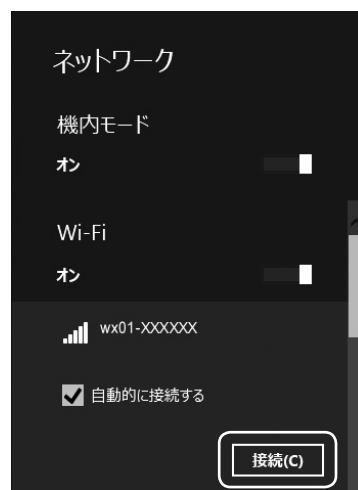 ネットワーク
機内モード
オン
Wi-Fi
オン
wx01-XXXXXX
自動的に接続する
接続(C)